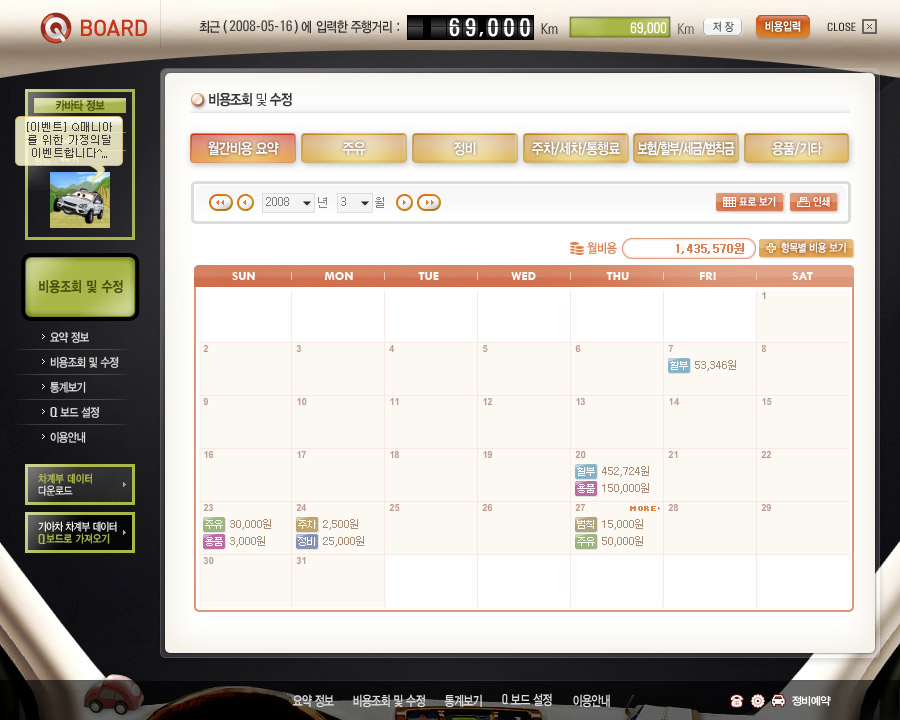 Q BOARD
최근 ( 2008-05-16 ) 에 입력한 주행거리 :
69,000 Km
69,000 Km
저 장
비용입력
CLOSE
카바타 정보
[이벤트] Q매니아
를 위한 가정의달
이벤트합니다^...
비용조회 및 수정
요약 정보
비용조회 및 수정
통계보기
Q 보드 설정
이용안내
차계부 데이터
다운로드
기아차 차계부 데이터
Q보드로 가져오기
비용조회 및 수정
월간비용 요약
주유
정비
주차/세차/통행료
보험/할부/세금/범칙금
용품/기타
2008 년 3 월
표로 보기
인쇄
월비용 1,435,570원
항목별 비용 보기
SUN MON TUE WED THU FRI SAT
1
2 3 4 5 6 7 8
할부 53,346원
9 10 11 12 13 14 15
16 17 18 19 20 21 22
할부 452,724원
용품 150,000원
23 24 25 26 27 MORE 28 29
주유 30,000원 주차 2,500원 범칙 15,000원
용품 3,000원 정비 25,000원 주유 50,000원
30 31
요약 정보 비용조회 및 수정 통계보기 Q 보드 설정 이용안내
정비예약